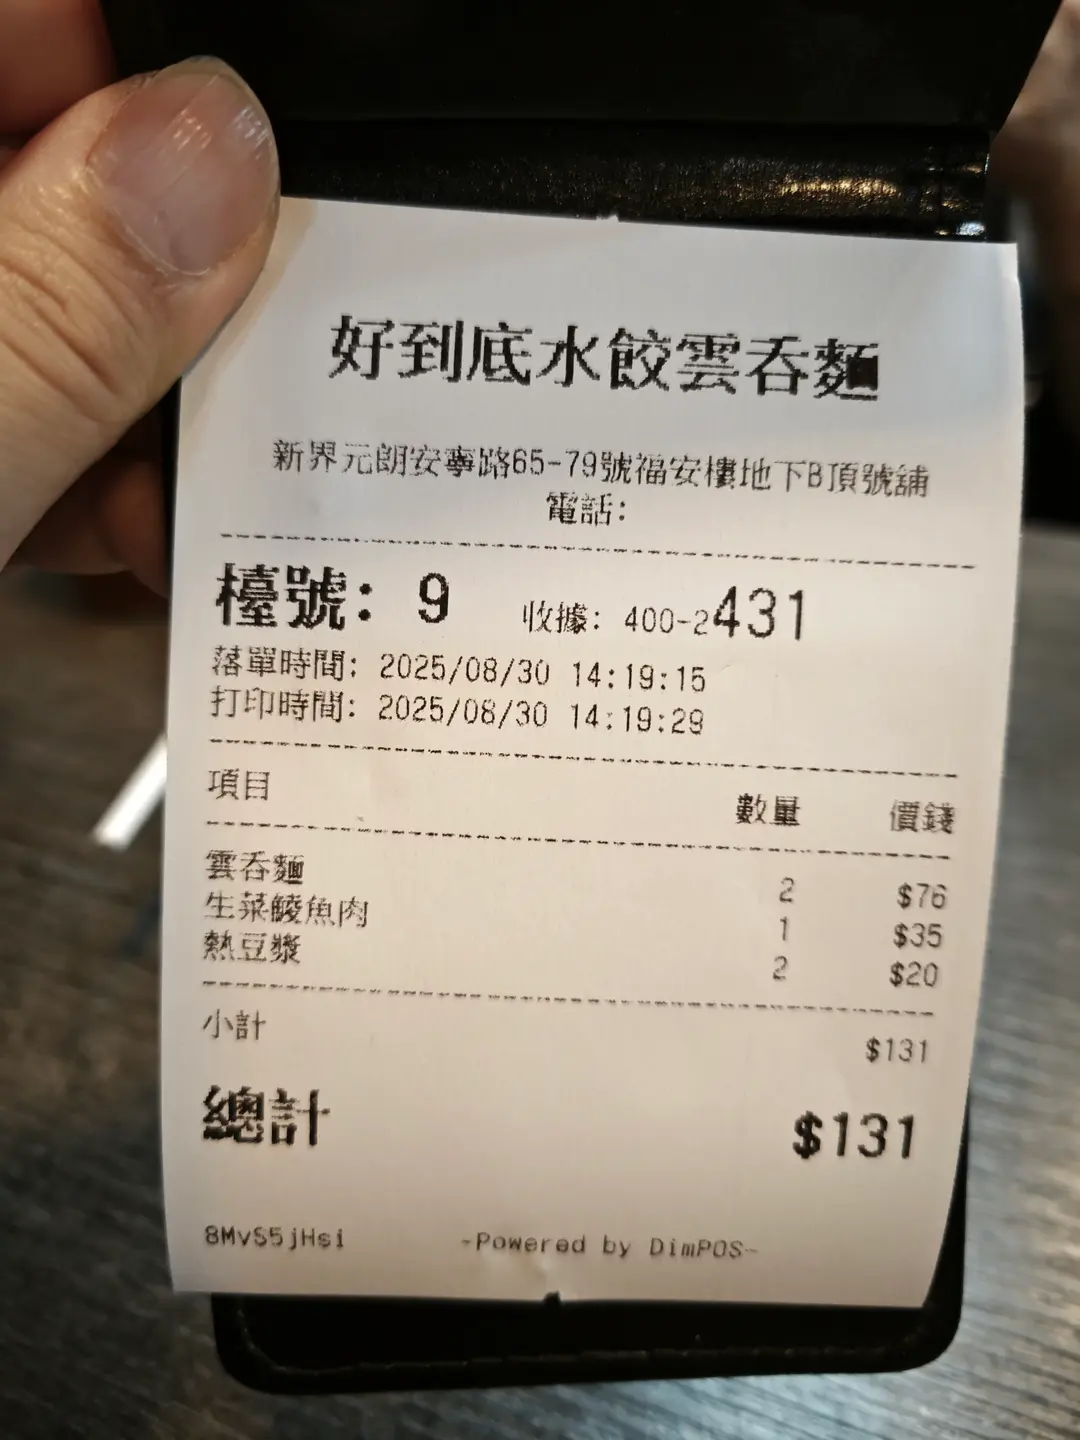 好到底水餃雲吞麵
新界元朗安寧路65-79號福安樓地下B頂號舖
電話:
檯號: 9 收據: 400-2431
落單時間: 2025/08/30 14:19:15
打印時間: 2025/08/30 14:19:29
項目 數量 價錢
雲吞麵 2 $76
生菜鯪魚肉 1 $35
熱豆漿 2 $20
小計 $131
總計 $131
8MvS5jHsi -Powered by DimPOS-